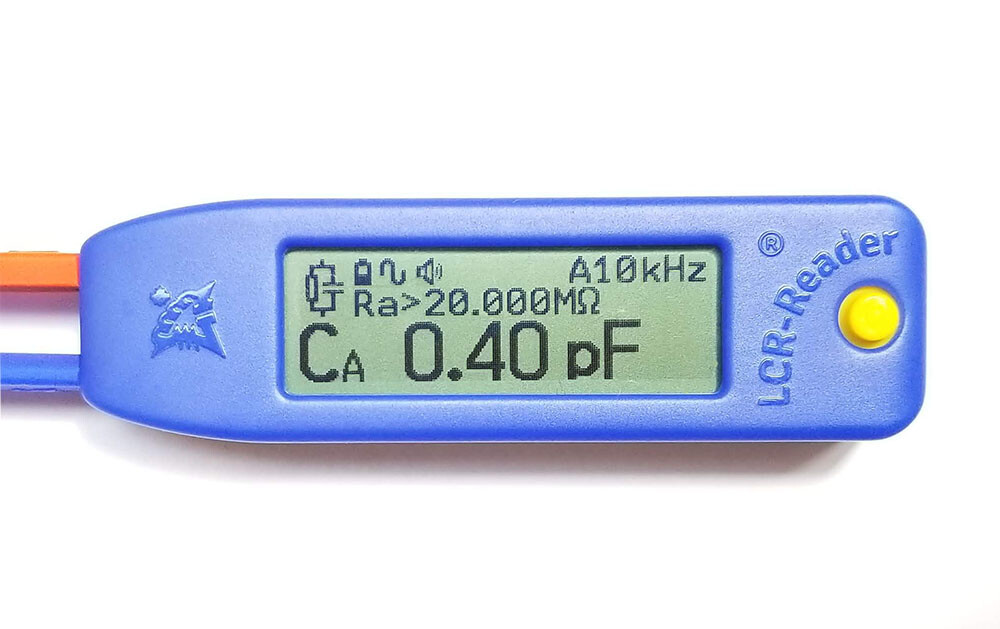 A10kHz
Ra>20.000MΩ
CA 0.40 pF
LCR-Reader®